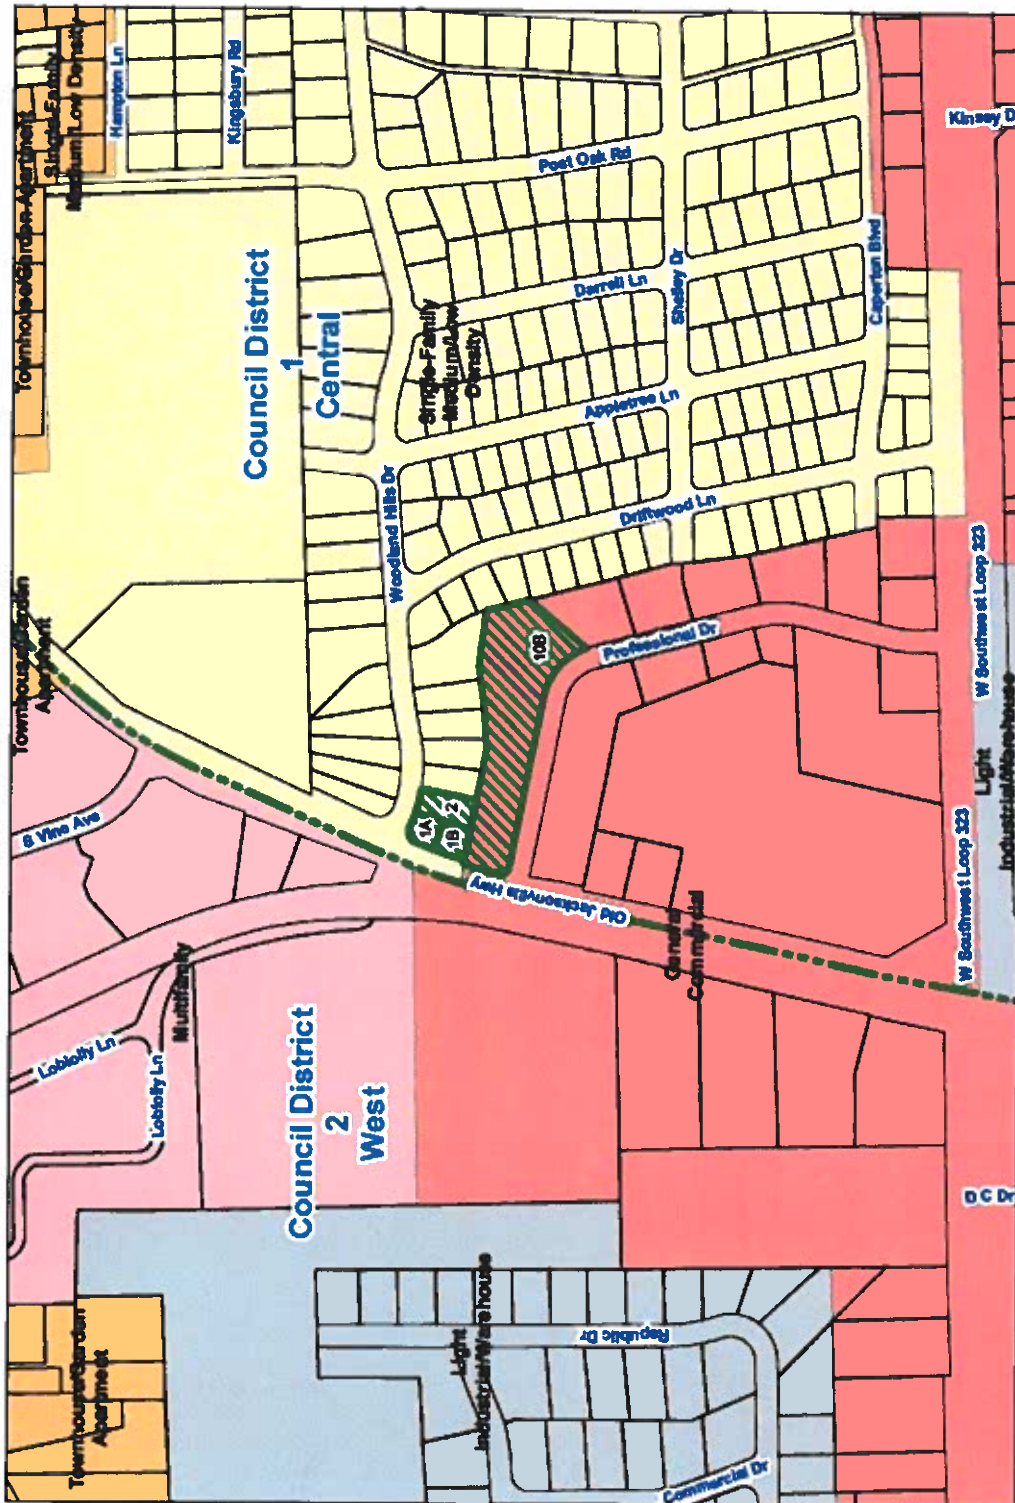 Townhouse/Garden Apartment
Single-Family
Medium/Low Density
Hampton Ln
Kingsbury Rd
Kinsey D
Post Oak Rd
Council District
1
Central
Single-Family
Medium/Low
Density
Darrell Ln
Shelley Dr
Caperton Blvd
Appletree Ln
Woodland Hills Dr
Driftwood Ln
W Southwest Loop 323
Townhouse/Garden
Apartment
10B
Professional Dr
S Vine Ave
1A
1B
2
Old Jacksonville Hwy
W Southwest Loop 323
Light
Industrial/Warehouse
General
Commercial
Multifamily
Loblolly Ln
Loblolly Ln
Council District
2
West
D C Dr
Townhouse/Garden
Apartment
Light
Industrial/Warehouse
Republic Dr
Commercial Dr